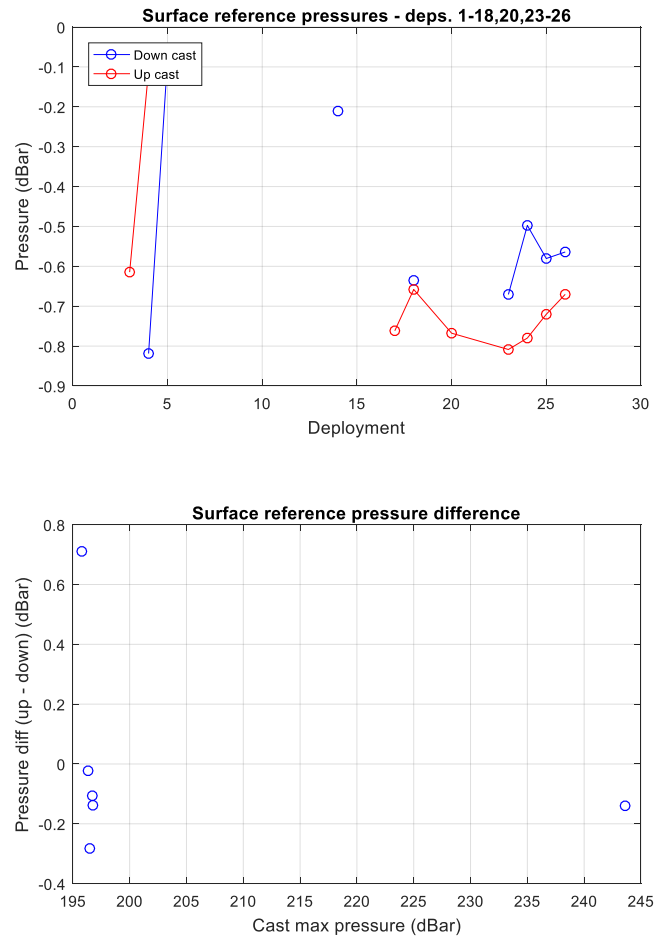 Surface reference pressures - deps. 1-18,20,23-26
0
-0.1
-0.2
-0.3
-0.4
-0.5
-0.6
-0.7
-0.8
-0.9
Pressure (dBar)
Down cast
Up cast
0 5 10 15 20 25 30
Deployment
Surface reference pressure difference
0.8
0.6
0.4
0.2
0
-0.2
-0.4
Pressure diff (up - down) (dBar)
195 200 205 210 215 220 225 230 235 240 245
Cast max pressure (dBar)